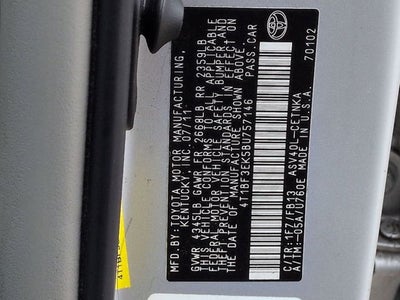 MFD. BY: TOYOTA MOTOR MANUFACTURING,
KENTUCKY, INC. 07/11
GVWR 4345LB GAWR FR 2668LB RR 2359LB
THIS VEHICLE CONFORMS TO ALL APPLICABLE
FEDERAL MOTOR VEHICLE SAFETY, BUMPER, AND
THEFT PREVENTION STANDARDS IN EFFECT ON
THE DATE OF MANUFACTURE SHOWN ABOVE.
4T1BF3EK5BU757146 PASS.CAR
70102
C/TR:1F7/FB13 ASV40L-CETNKA
A/TM:-05A/U760E MADE IN U.S.A.
TOYOTA